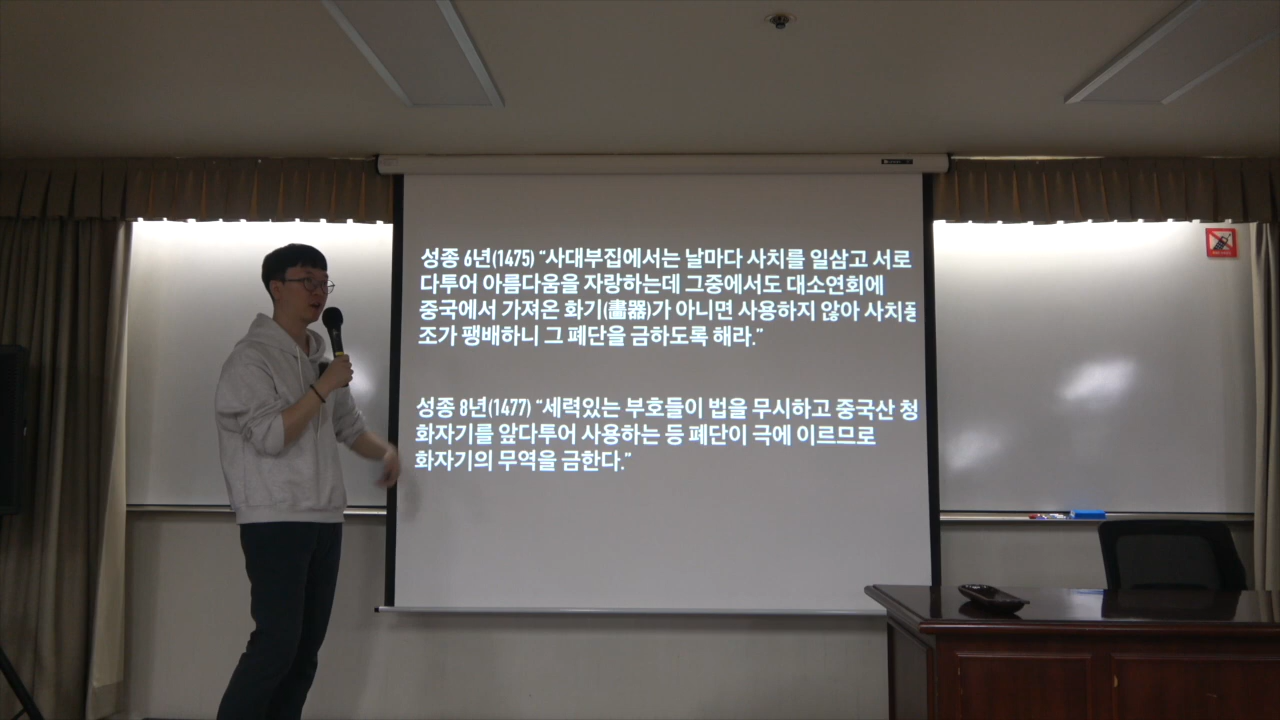 성종 6년(1475) “사대부집에서는 날마다 사치를 일삼고 서로
다투어 아름다움을 자랑하는데 그중에서도 대소연회에
중국에서 가져온 화기(畵器)가 아니면 사용하지 않아 사치풍
조가 팽배하니 그 폐단을 금하도록 해라.”
성종 8년(1477) “세력있는 부호들이 법을 무시하고 중국산 청
화자기를 앞다투어 사용하는 등 폐단이 극에 이르므로
화자기의 무역을 금한다.”